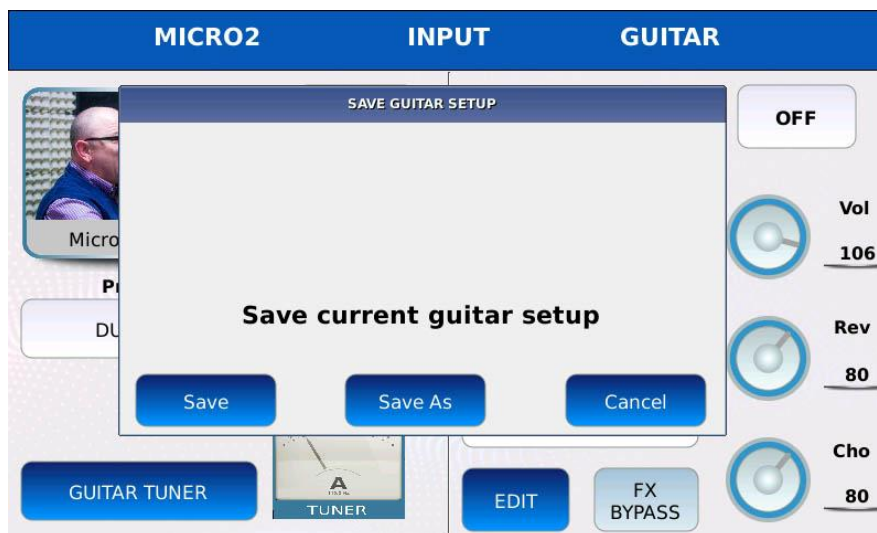 MICRO2 INPUT GUITAR
SAVE GUITAR SETUP
OFF
Vol
106
Micro
Save current guitar setup
Rev
80
Save Save As Cancel
Cho
80
GUITAR TUNER
A
TUNER
EDIT
FX
BYPASS